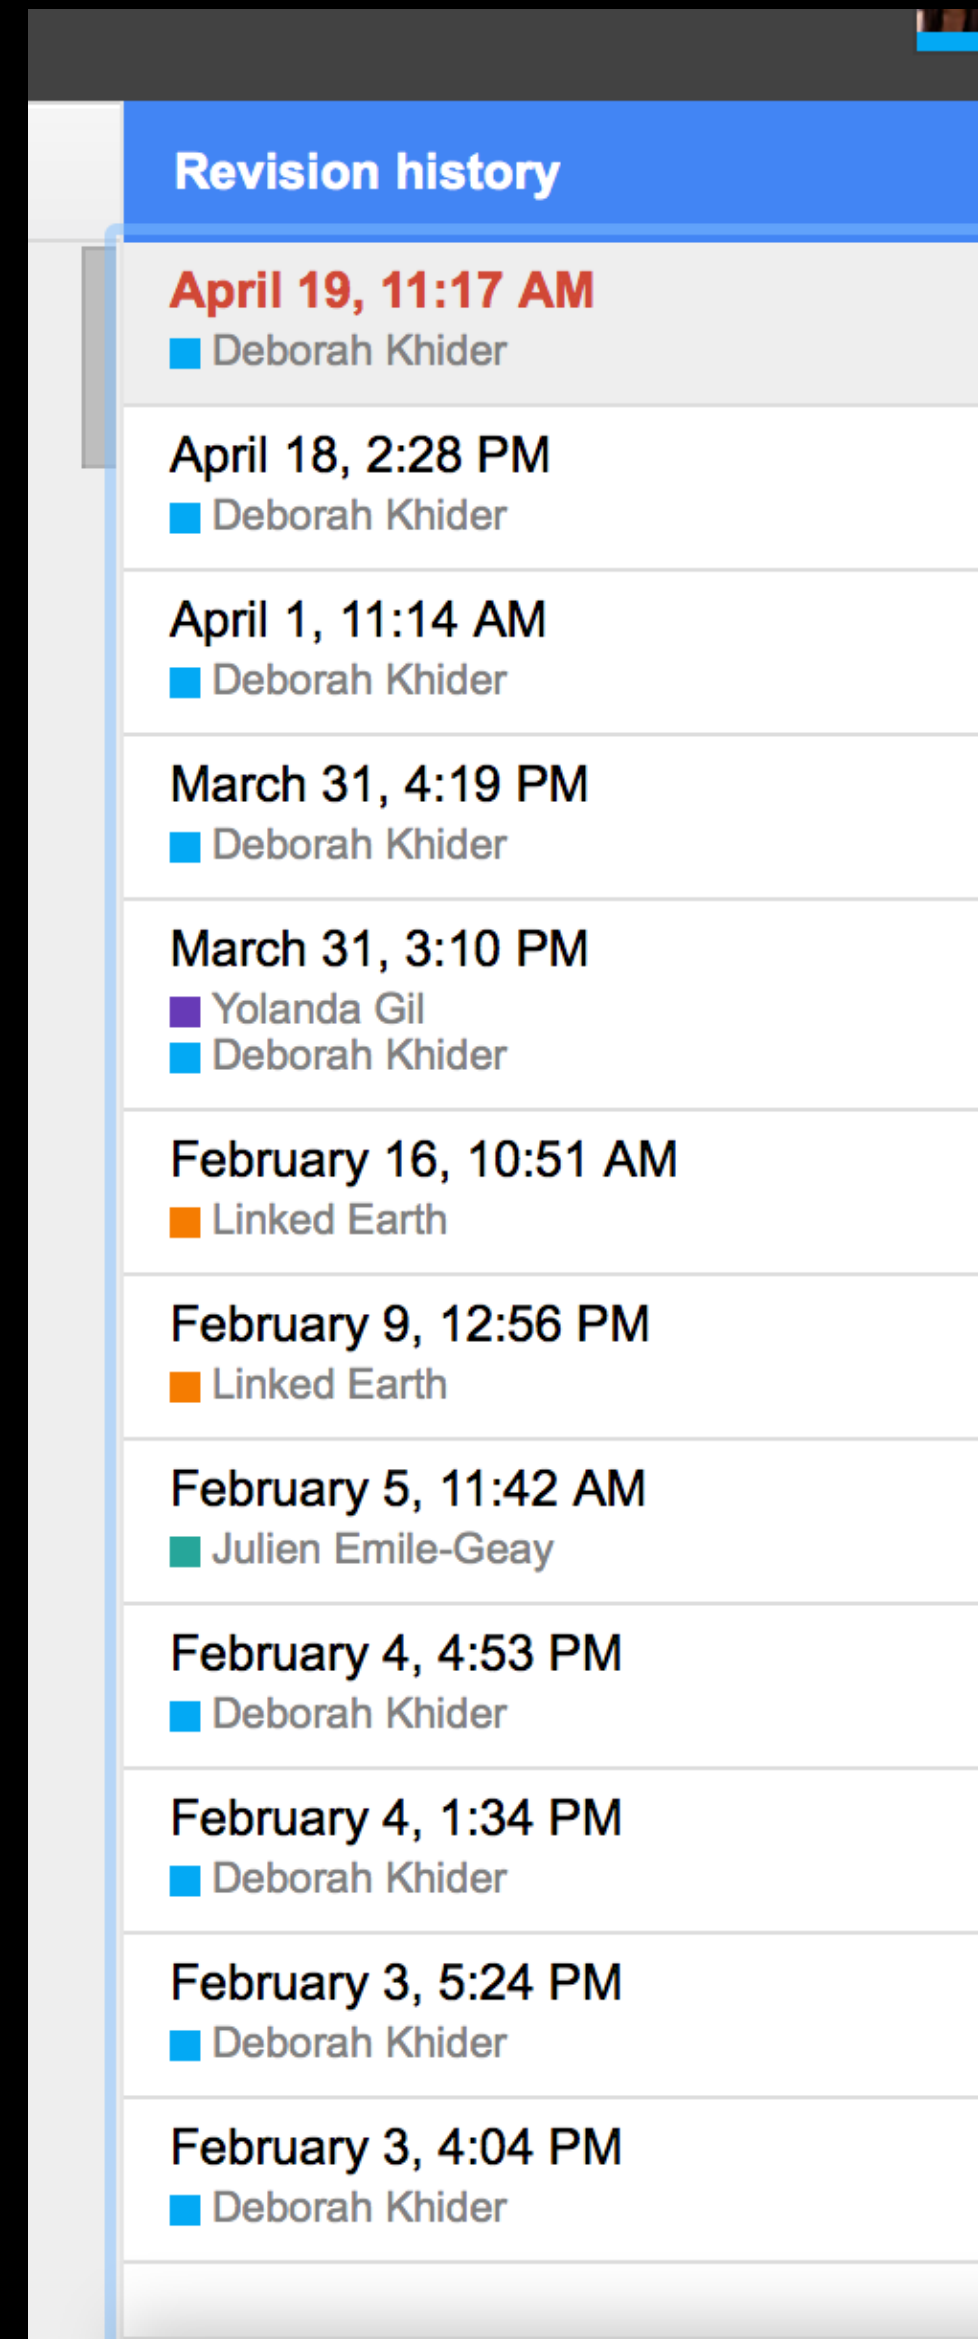 Revision history
April 19, 11:17 AM
Deborah Khider
April 18, 2:28 PM
Deborah Khider
April 1, 11:14 AM
Deborah Khider
March 31, 4:19 PM
Deborah Khider
March 31, 3:10 PM
Yolanda Gil
Deborah Khider
February 16, 10:51 AM
Linked Earth
February 9, 12:56 PM
Linked Earth
February 5, 11:42 AM
Julien Emile-Geay
February 4, 4:53 PM
Deborah Khider
February 4, 1:34 PM
Deborah Khider
February 3, 5:24 PM
Deborah Khider
February 3, 4:04 PM
Deborah Khider